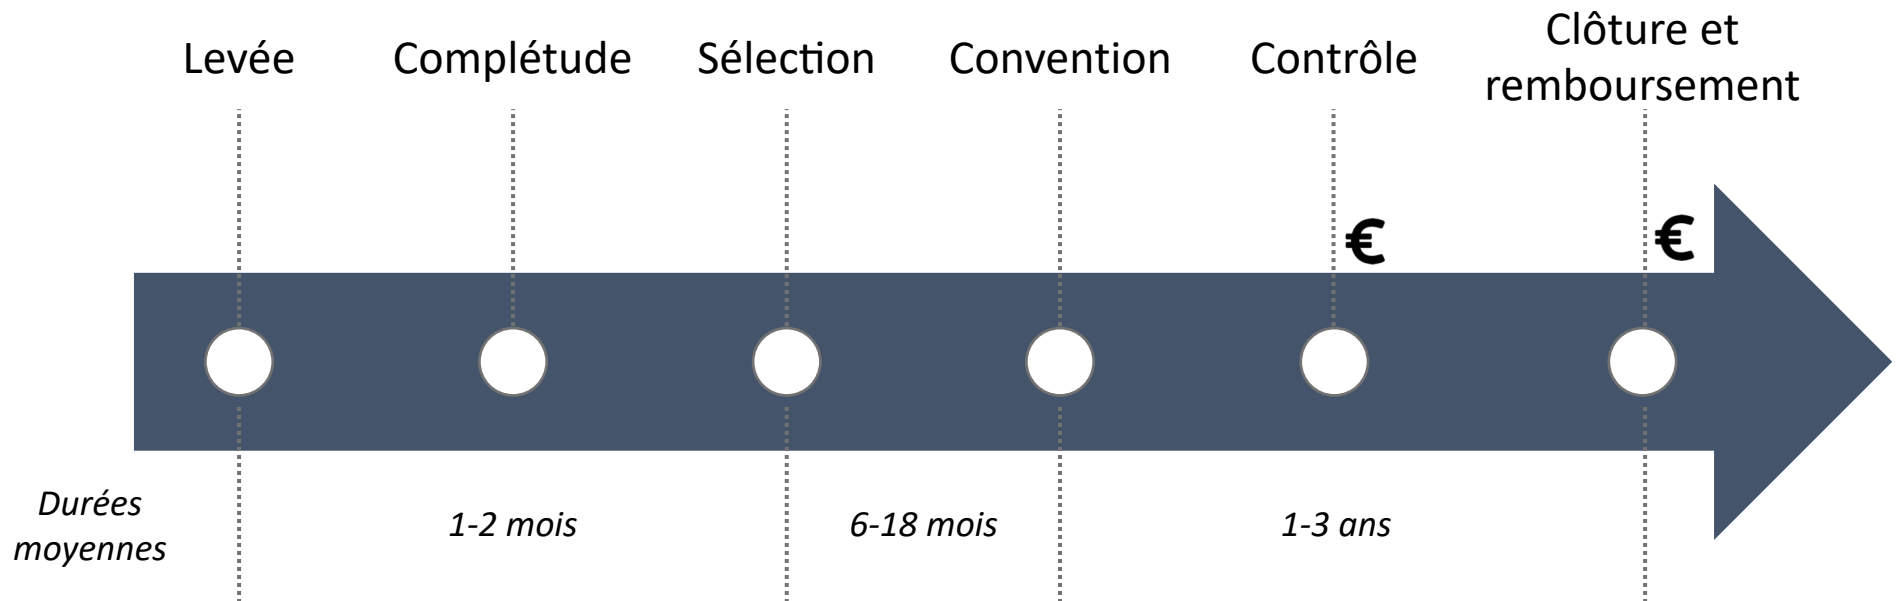 Levée
Complétude
Sélection
Convention
Contrôle
Clôture et
remboursement
€
€
Durées
moyennes
1-2 mois
6-18 mois
1-3 ans